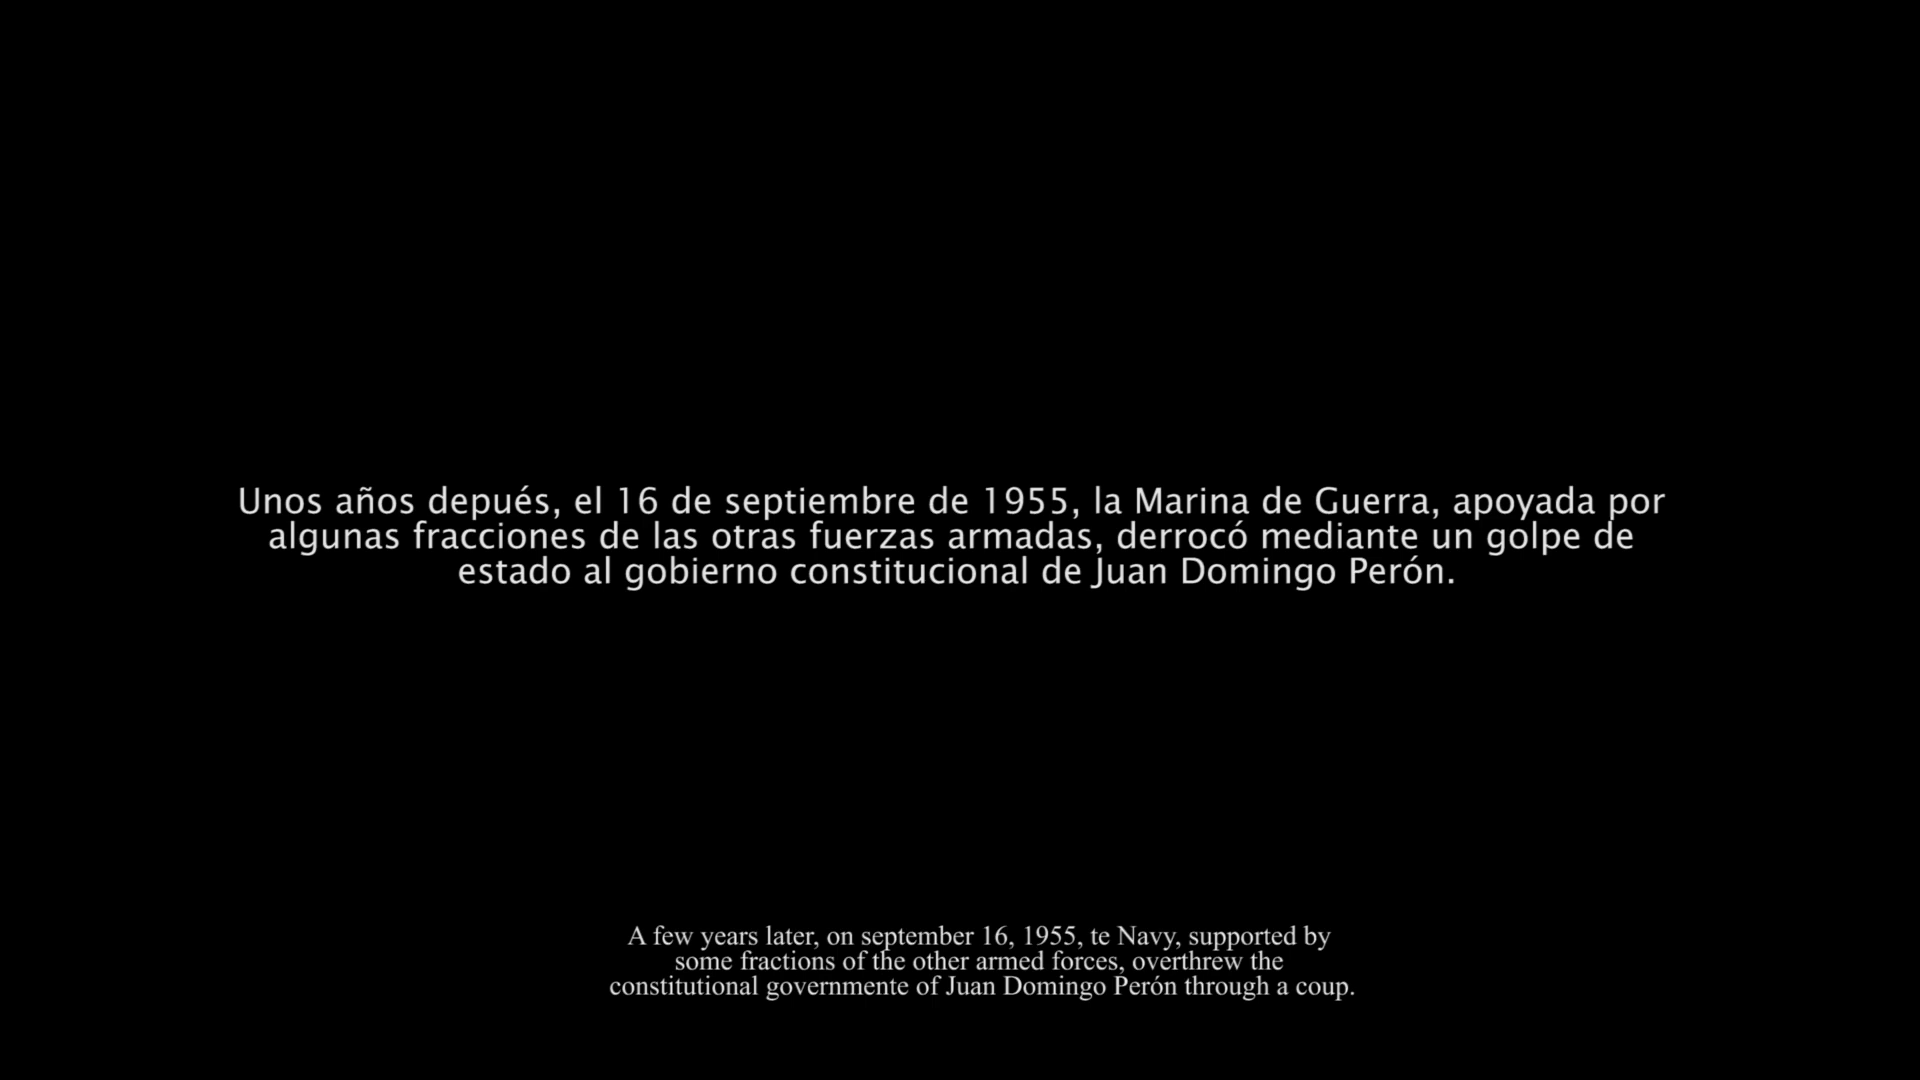 Unos años depués, el 16 de septiembre de 1955, la Marina de Guerra, apoyada por
algunas fracciones de las otras fuerzas armadas, derrocó mediante un golpe de
estado al gobierno constitucional de Juan Domingo Perón.
A few years later, on september 16, 1955, te Navy, supported by
some fractions of the other armed forces, overthrew the
constitutional governmente of Juan Domingo Perón through a coup.